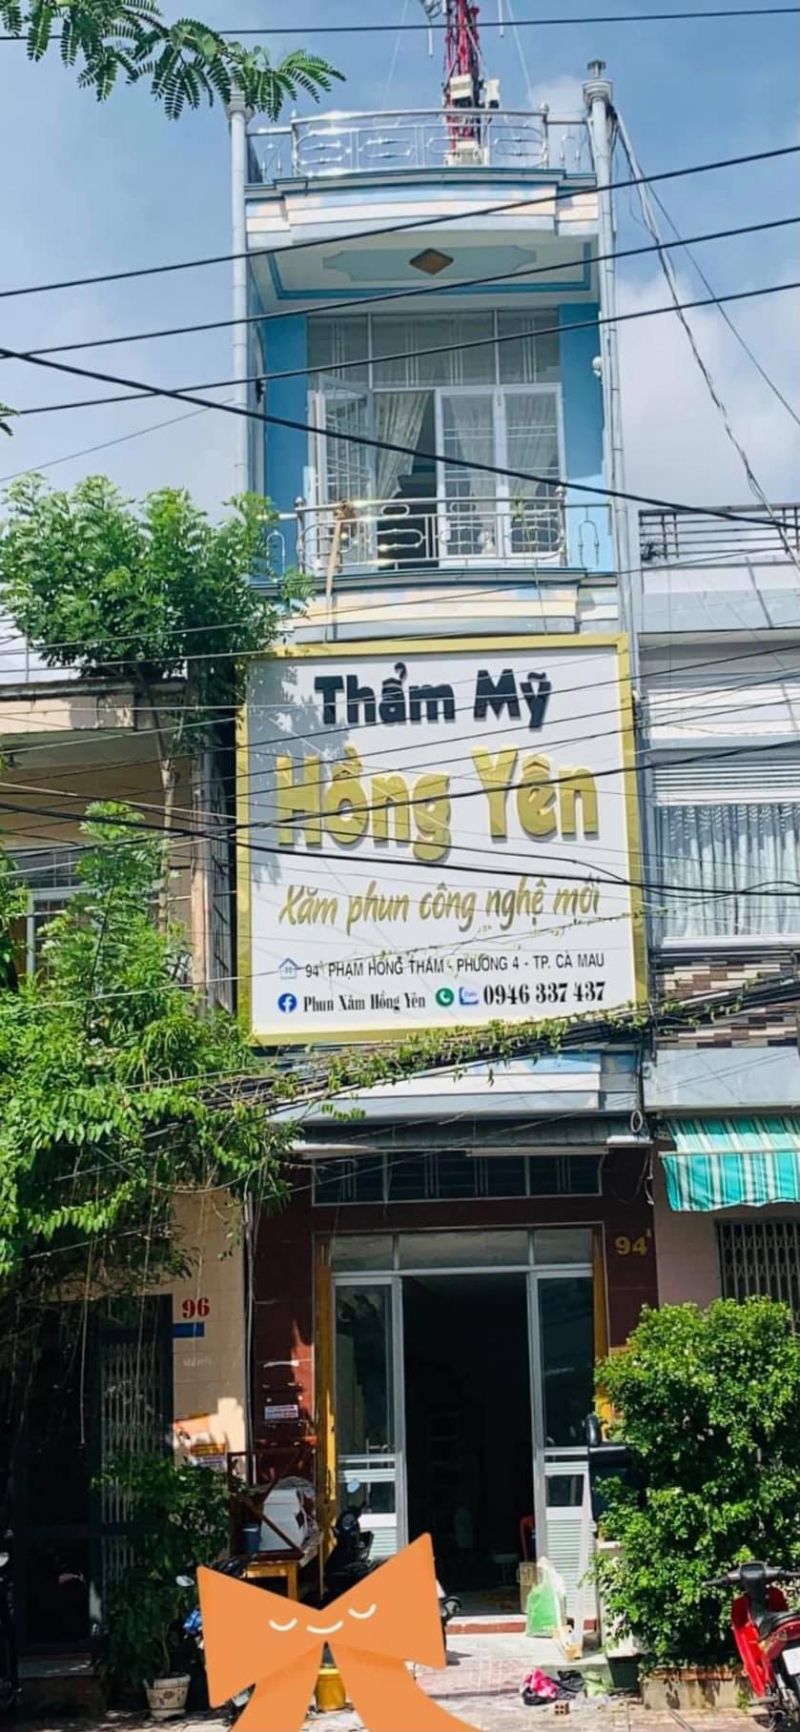 Thẩm Mỹ
Hồng Yên
Xăm phun công nghệ mới
94 PHẠM HỒNG THÁM - PHƯỜNG 4 - TP. CÀ MAU
Phun Xăm Hồng Yên 0946 337 437
94
96